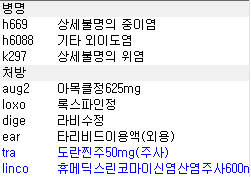 병명
h669 상세불명의 중이염
h6088 기타 외이도염
k297 상세불명의 위염
처방
aug2 아목클정625mg
loxo 록스파인정
dige 라비수정
ear 타리비드이용액(외용)
tra 도란찐주50mg(주사)
linco 휴메딕스린코마이신염산염주사600m